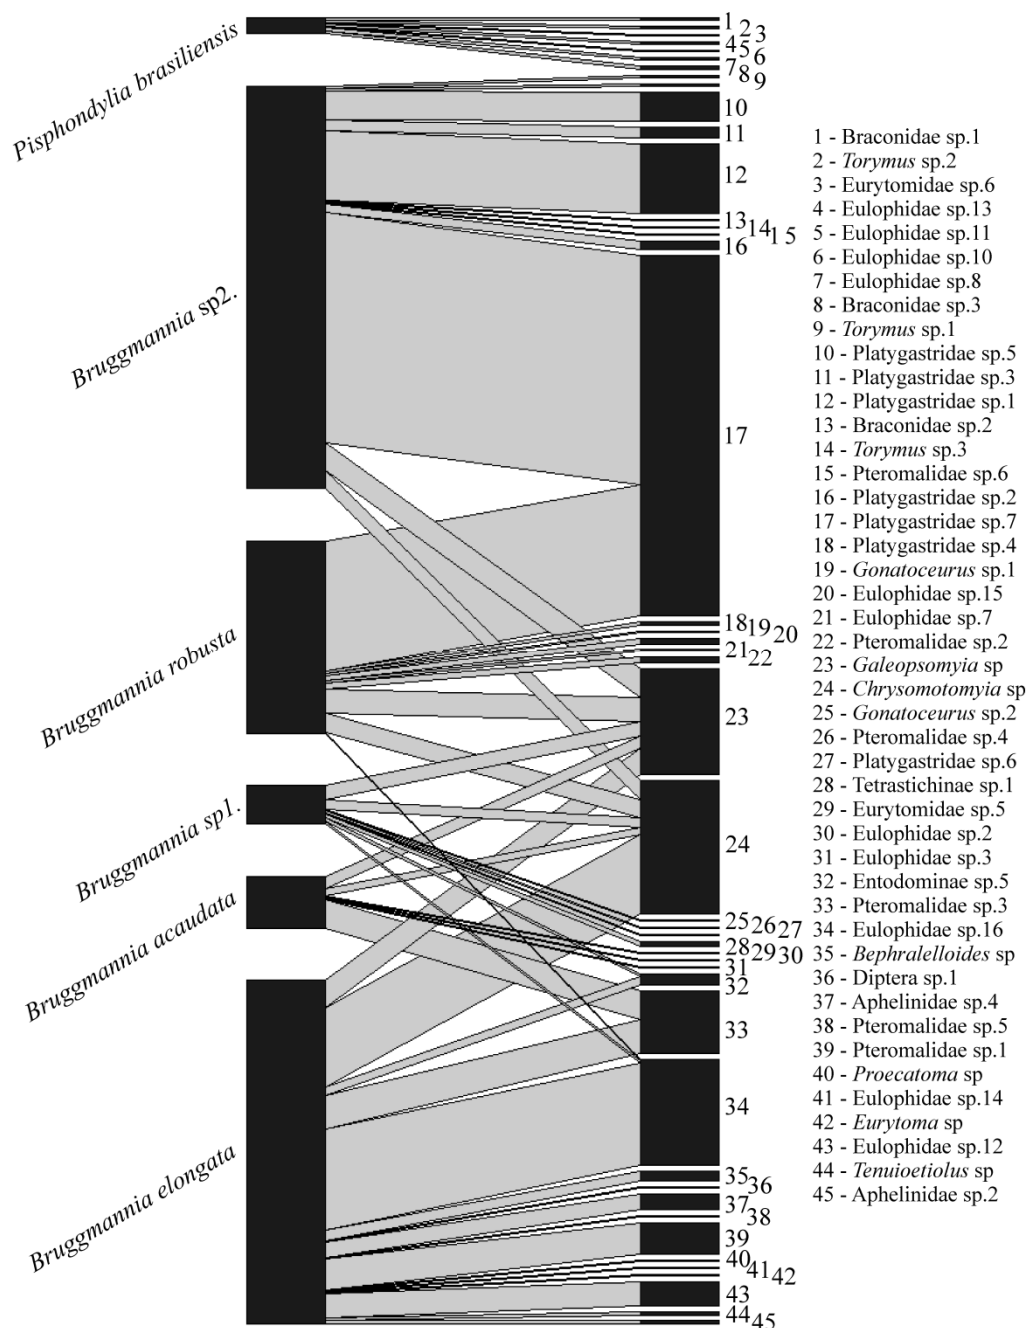 Pisphondylia brasiliensis
Bruggmannia sp2.
Bruggmannia robusta
Bruggmannia sp1.
Bruggmannia acaudata
Bruggmannia elongata
1
2
3
4
5
6
7
8
9
10
11
12
13
14
15
16
17
18
19
20
21
22
23
24
25
26
27
28
29
30
31
32
33
34
35
36
37
38
39
40
41
42
43
44
45
1 - Braconidae sp.1
2 - Torymus sp.2
3 - Eurytomidae sp.6
4 - Eulophidae sp.13
5 - Eulophidae sp.11
6 - Eulophidae sp.10
7 - Eulophidae sp.8
8 - Braconidae sp.3
9 - Torymus sp.1
10 - Platygastridae sp.5
11 - Platygastridae sp.3
12 - Platygastridae sp.1
13 - Braconidae sp.2
14 - Torymus sp.3
15 - Pteromalidae sp.6
16 - Platygastridae sp.2
17 - Platygastridae sp.7
18 - Platygastridae sp.4
19 - Gonatoceurus sp.1
20 - Eulophidae sp.15
21 - Eulophidae sp.7
22 - Pteromalidae sp.2
23 - Galeopsomyia sp
24 - Chrysomotomyia sp
25 - Gonatoceurus sp.2
26 - Pteromalidae sp.4
27 - Platygastridae sp.6
28 - Tetrastichinae sp.1
29 - Eurytomidae sp.5
30 - Eulophidae sp.2
31 - Eulophidae sp.3
32 - Entodominae sp.5
33 - Pteromalidae sp.3
34 - Eulophidae sp.16
35 - Bephralelloides sp
36 - Diptera sp.1
37 - Aphelinidae sp.4
38 - Pteromalidae sp.5
39 - Pteromalidae sp.1
40 - Proecatoma sp
41 - Eulophidae sp.14
42 - Eurytoma sp
43 - Eulophidae sp.12
44 - Tenuioetiolus sp
45 - Aphelinidae sp.2